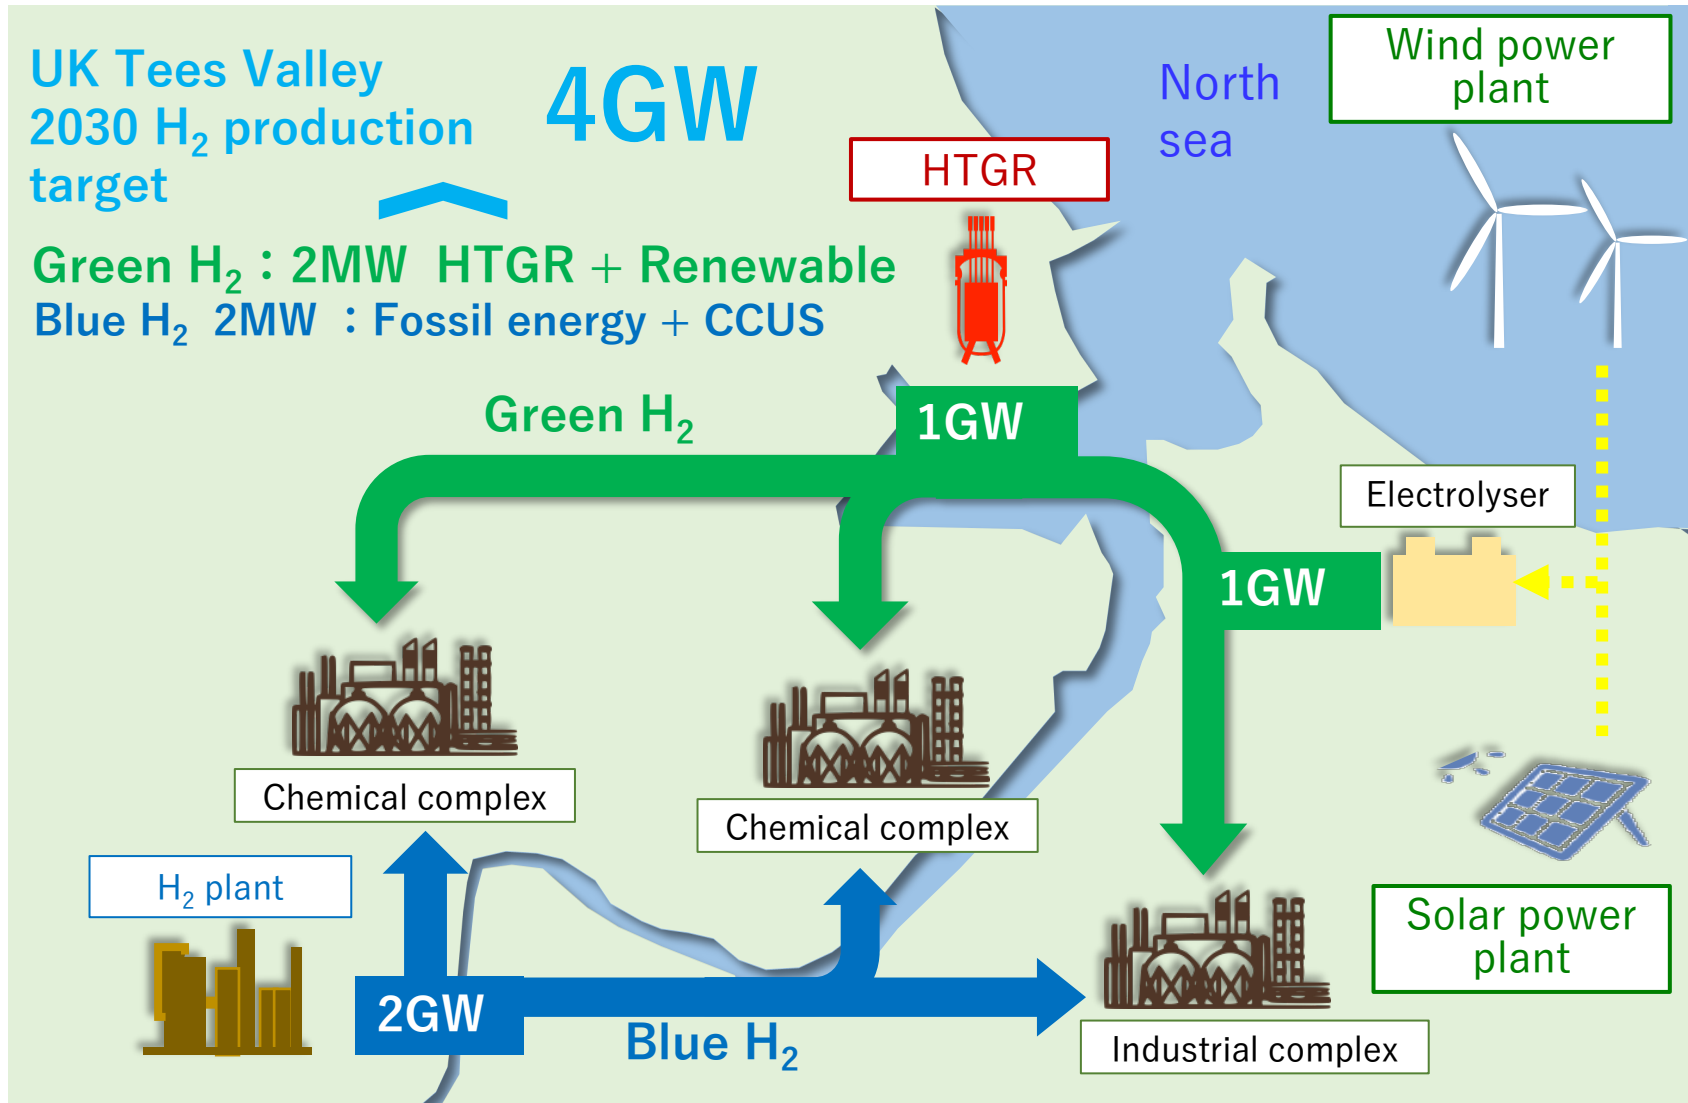 UK Tees Valley
2030 H₂ production
target
4GW
Green H₂：2MW HTGR + Renewable
Blue H₂ 2MW ：Fossil energy + CCUS
HTGR
North
sea
Wind power
plant
Green H₂
1GW
Electrolyser
1GW
Chemical complex
Chemical complex
H₂ plant
Solar power
plant
2GW
Blue H₂
Industrial complex